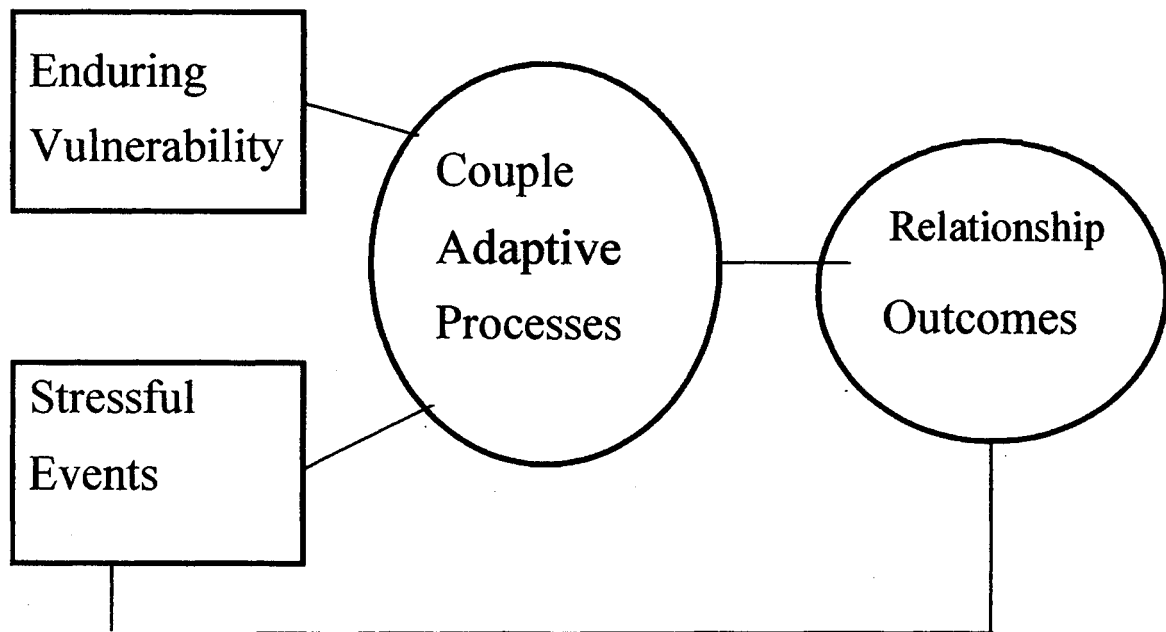 Enduring
Vulnerability
Couple
Adaptive
Processes
Relationship
Outcomes
Stressful
Events